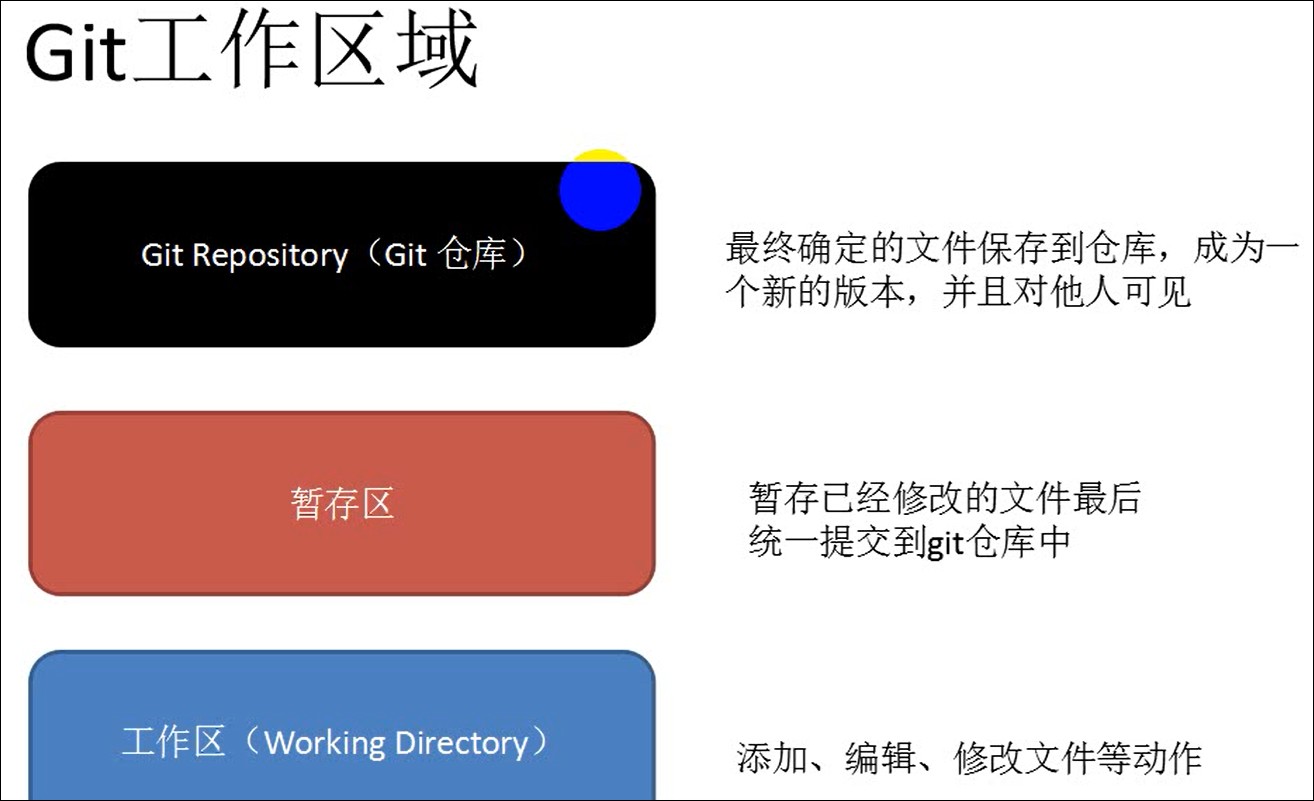 Git工作区域
Git Repository（Git 仓库）
最终确定的文件保存到仓库，成为一
个新的版本，并且对他人可见
暂存区
暂存已经修改的文件最后
统一提交到git仓库中
工作区（Working Directory）
添加、编辑、修改文件等动作